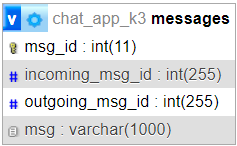 v chat_app_k3 messages
msg_id : int(11)
incoming_msg_id : int(255)
outgoing_msg_id : int(255)
msg : varchar(1000)